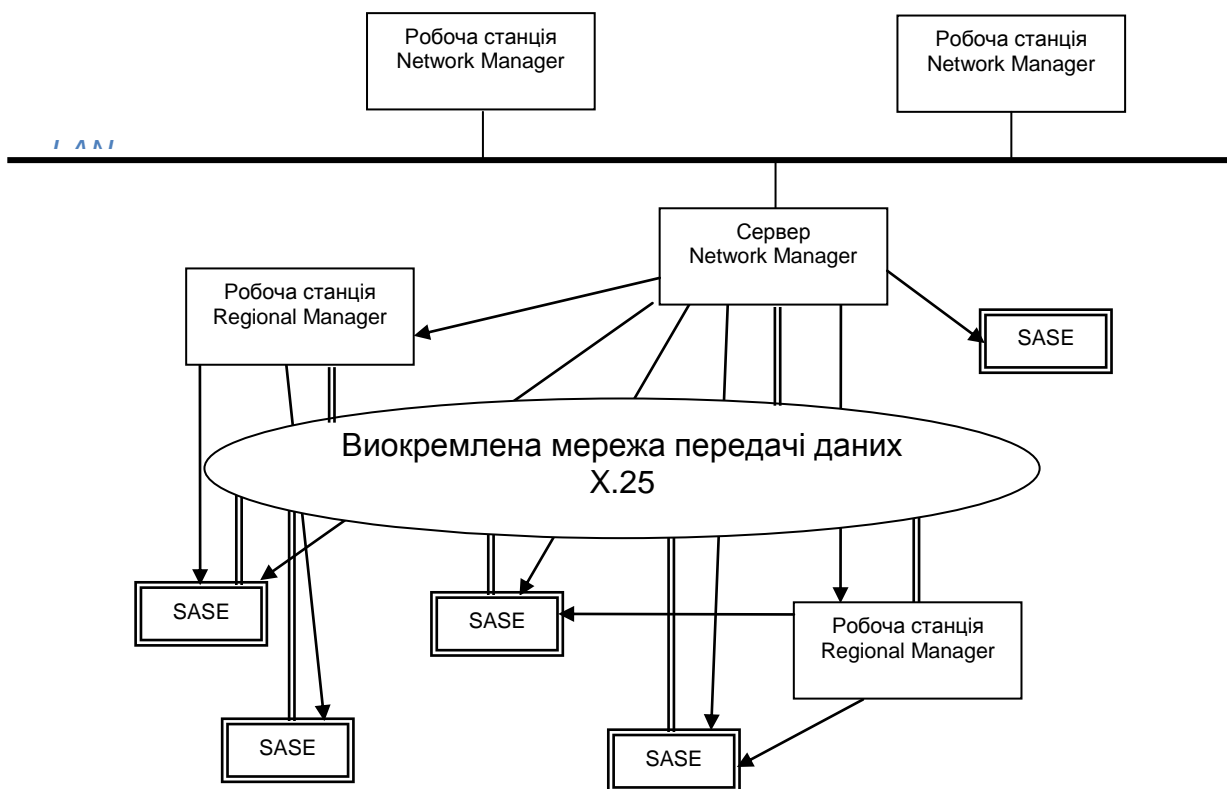 Робоча станція
Network Manager
Робоча станція
Network Manager
LAN
Сервер
Network Manager
Робоча станція
Regional Manager
SASE
Виокремлена мережа передачі даних
X.25
SASE
SASE
Робоча станція
Regional Manager
SASE
SASE